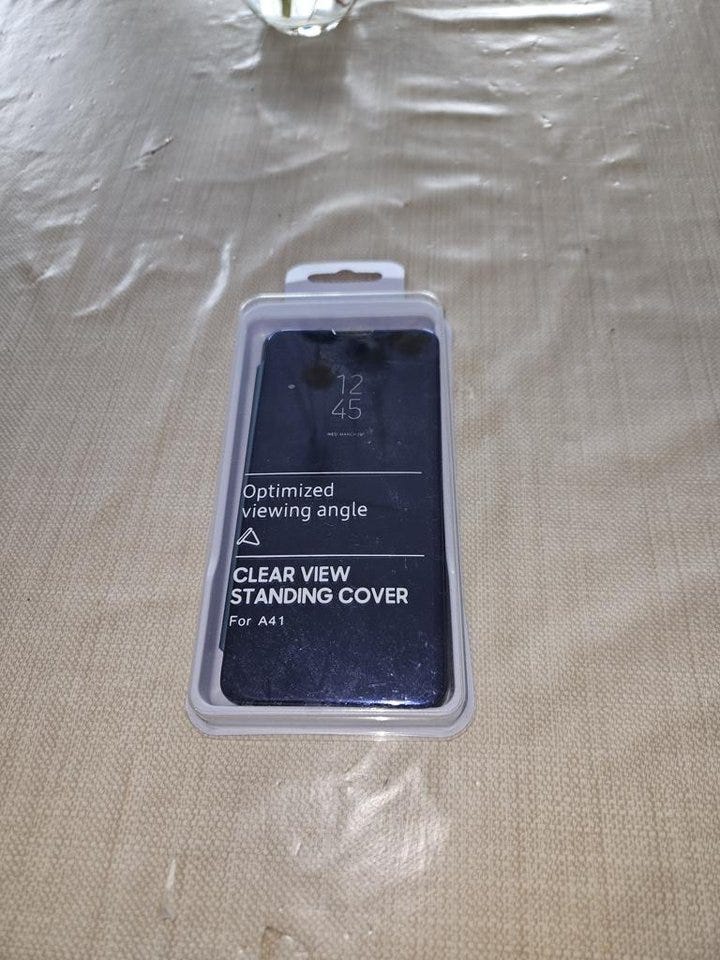 12
45
Optimized
viewing angle
CLEAR VIEW
STANDING COVER
For A41